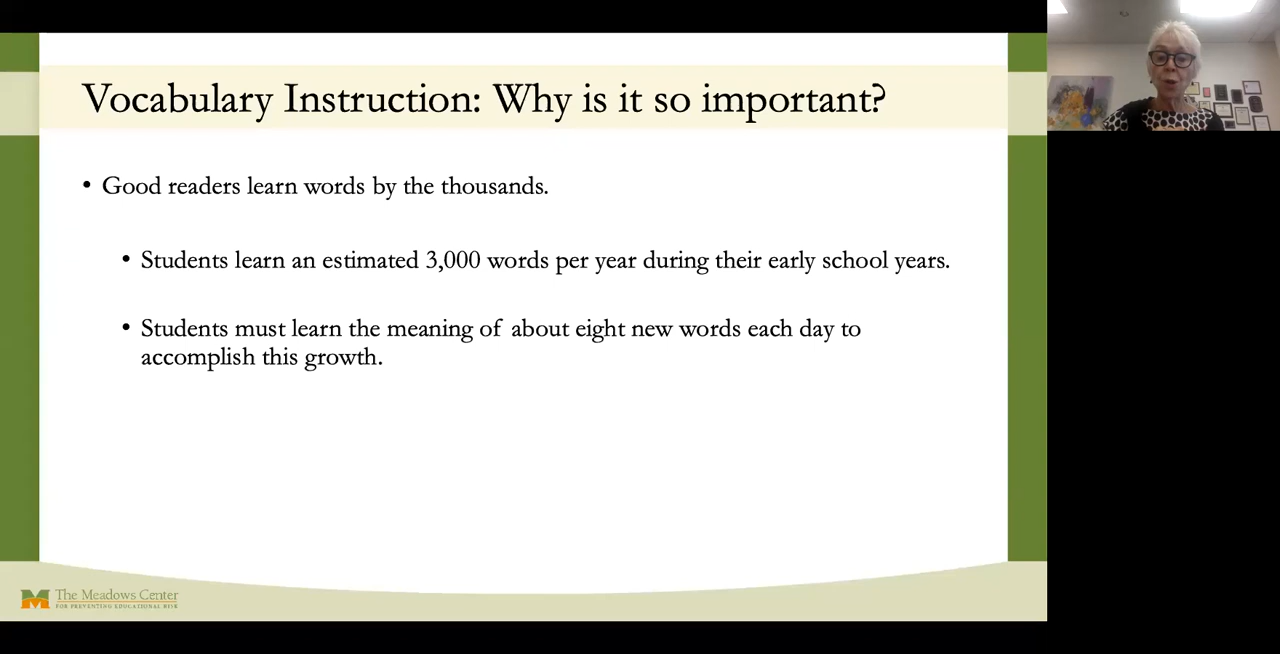 Vocabulary Instruction: Why is it so important?
• Good readers learn words by the thousands.
• Students learn an estimated 3,000 words per year during their early school years.
• Students must learn the meaning of about eight new words each day to
accomplish this growth.
The Meadows Center
FOR PREVENTING EDUCATIONAL RISK